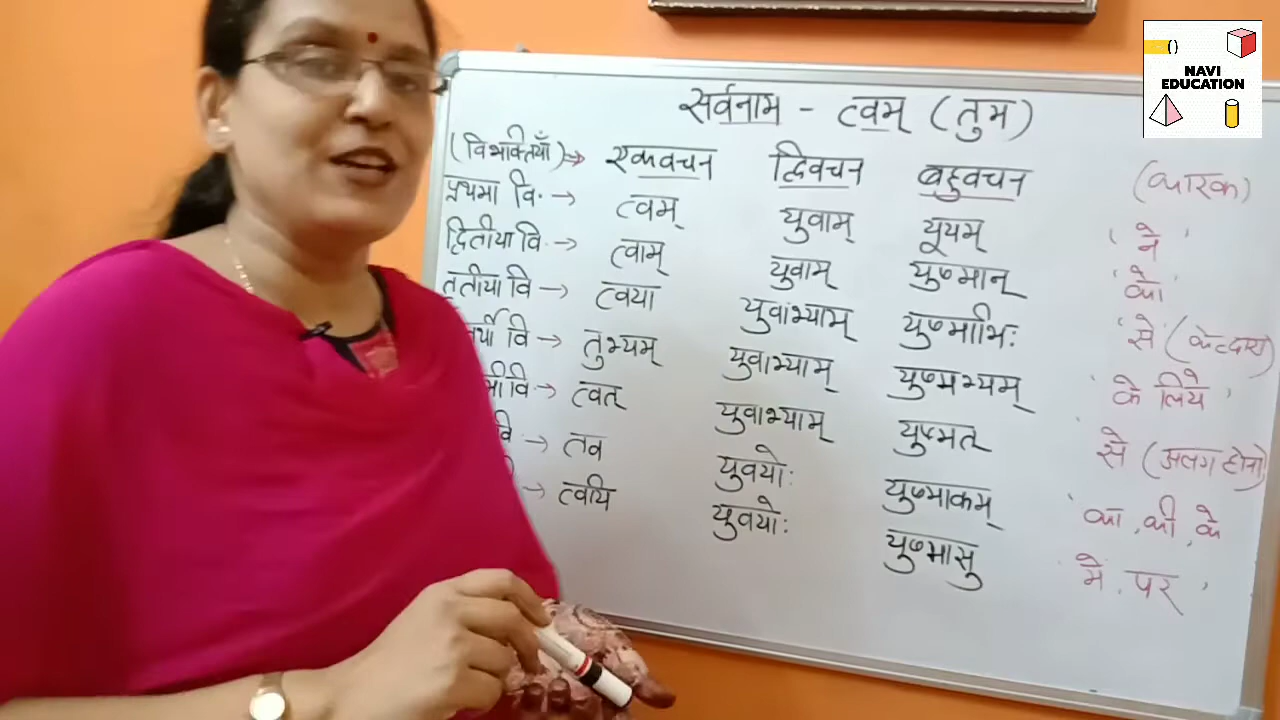 NAVI
EDUCATION
सर्वनाम - त्वम् (तुम)
(विभक्तियाँ) → एकवचन द्विवचन बहुवचन (कारक)
प्रथमा वि. → त्वम् युवाम् यूयम् ' ने '
द्वितीया वि → त्वाम् युवाम् युष्मान् ' को '
तृतीया वि → त्वया युवाभ्याम् युष्माभिः ' से ' (के द्वारा)
र्थी वि → तुभ्यम् युवाभ्याम् युष्मभ्यम् ' के लिये '
मी वि → त्वत् युवाभ्याम् युष्मत् से (अलग होना)
वि → तव युवयोः युष्माकम् ' का, की, के
→ त्वयि युवयोः युष्मासु ' मे. पर '